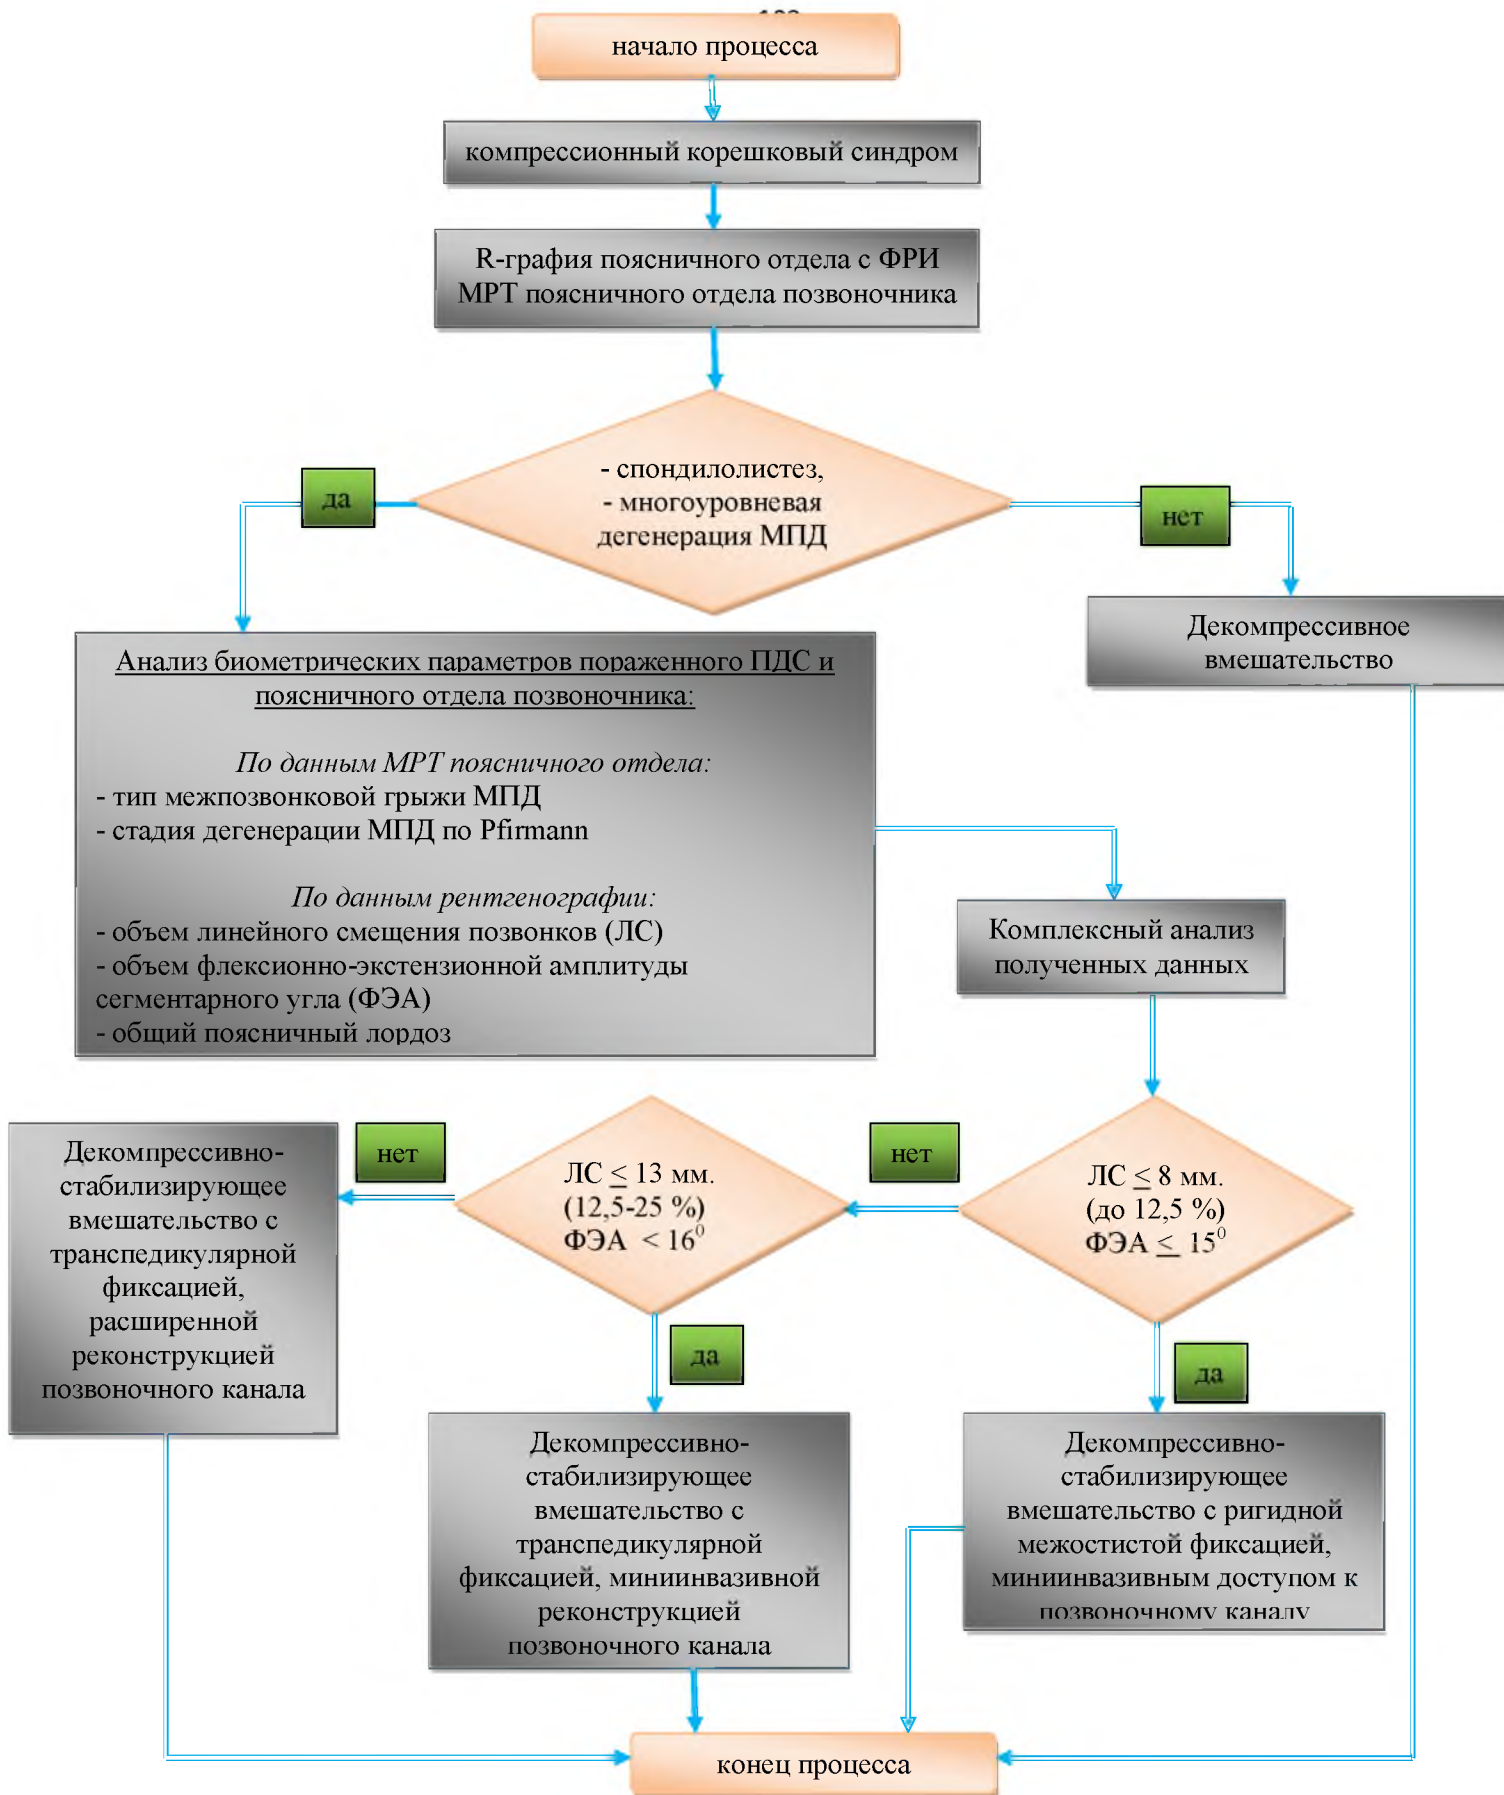 начало процесса
компрессионный корешковый синдром
R-графия поясничного отдела с ФРИ
МРТ поясничного отдела позвоночника
- спондилолистез,
- многоуровневая
дегенерация МПД
да
нет
Декомпрессивное
вмешательство
Анализ биометрических параметров пораженного ПДС и
поясничного отдела позвоночника:
По данным МРТ поясничного отдела:
- тип межпозвонковой грыжи МПД
- стадия дегенерации МПД по Pfirmann
По данным рентгенографии:
- объем линейного смещения позвонков (ЛС)
- объем флексионно-экстензионной амплитуды
сегментарного угла (ФЭА)
- общий поясничный лордоз
Комплексный анализ
полученных данных
ЛС ≤ 8 мм.
(до 12,5 %)
ФЭА ≤ 15⁰
нет
да
ЛС ≤ 13 мм.
(12,5-25 %)
ФЭА < 16⁰
нет
да
Декомпрессивно-
стабилизирующее
вмешательство с
транспедикулярной
фиксацией,
расширенной
реконструкцией
позвоночного канала
Декомпрессивно-
стабилизирующее
вмешательство с
транспедикулярной
фиксацией, миниинвазивной
реконструкцией
позвоночного канала
Декомпрессивно-
стабилизирующее
вмешательство с ригидной
межостистой фиксацией,
миниинвазивным доступом к
позвоночному каналу
конец процесса